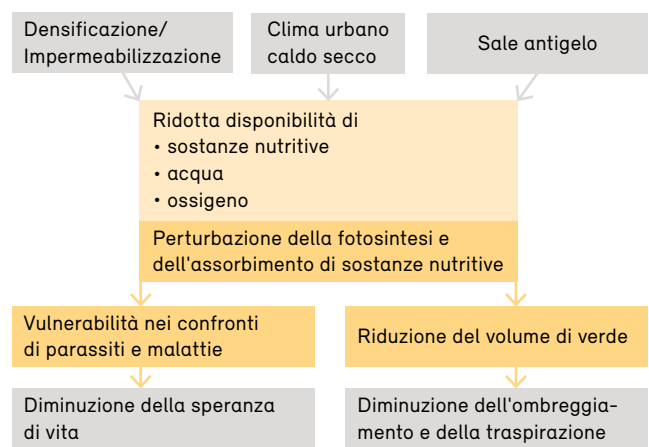 Densificazione/
Impermeabilizzazione
Clima urbano
caldo secco
Sale antigelo
Ridotta disponibilità di
• sostanze nutritive
• acqua
• ossigeno
Perturbazione della fotosintesi e
dell'assorbimento di sostanze nutritive
Vulnerabilità nei confronti
di parassiti e malattie
Riduzione del volume di verde
Diminuzione della speranza
di vita
Diminuzione dell'ombreggia-
mento e della traspirazione